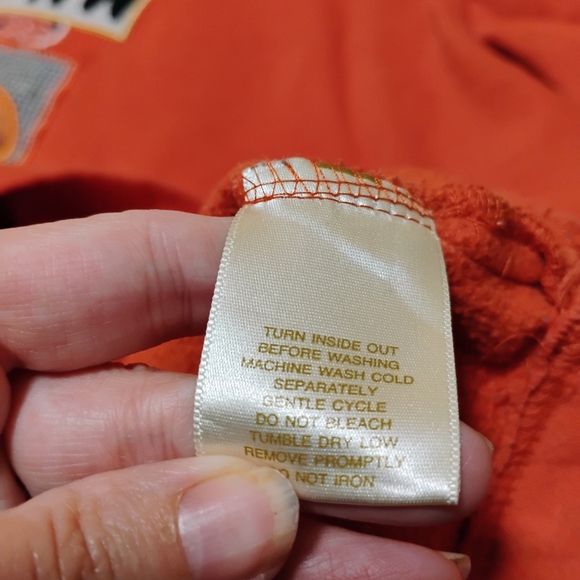 TURN INSIDE OUT
BEFORE WASHING
MACHINE WASH COLD
SEPARATELY
GENTLE CYCLE
DO NOT BLEACH
TUMBLE DRY LOW
REMOVE PROMPTLY
DO NOT IRON